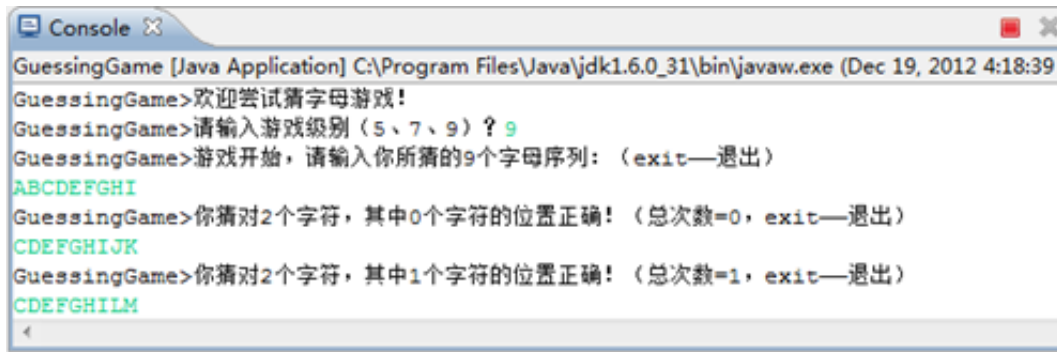 Console
GuessingGame [Java Application] C:\Program Files\Java\jdk1.6.0_31\bin\javaw.exe (Dec 19, 2012 4:18:39
GuessingGame>欢迎尝试猜字母游戏!
GuessingGame>请输入游戏级别（5、7、9）？9
GuessingGame>游戏开始，请输入你所猜的9个字母序列：（exit——退出）
ABCDEFGHI
GuessingGame>你猜对2个字符，其中0个字符的位置正确！（总次数=0，exit——退出）
CDEFGHIJK
GuessingGame>你猜对2个字符，其中1个字符的位置正确！（总次数=1，exit——退出）
CDEFGHILM